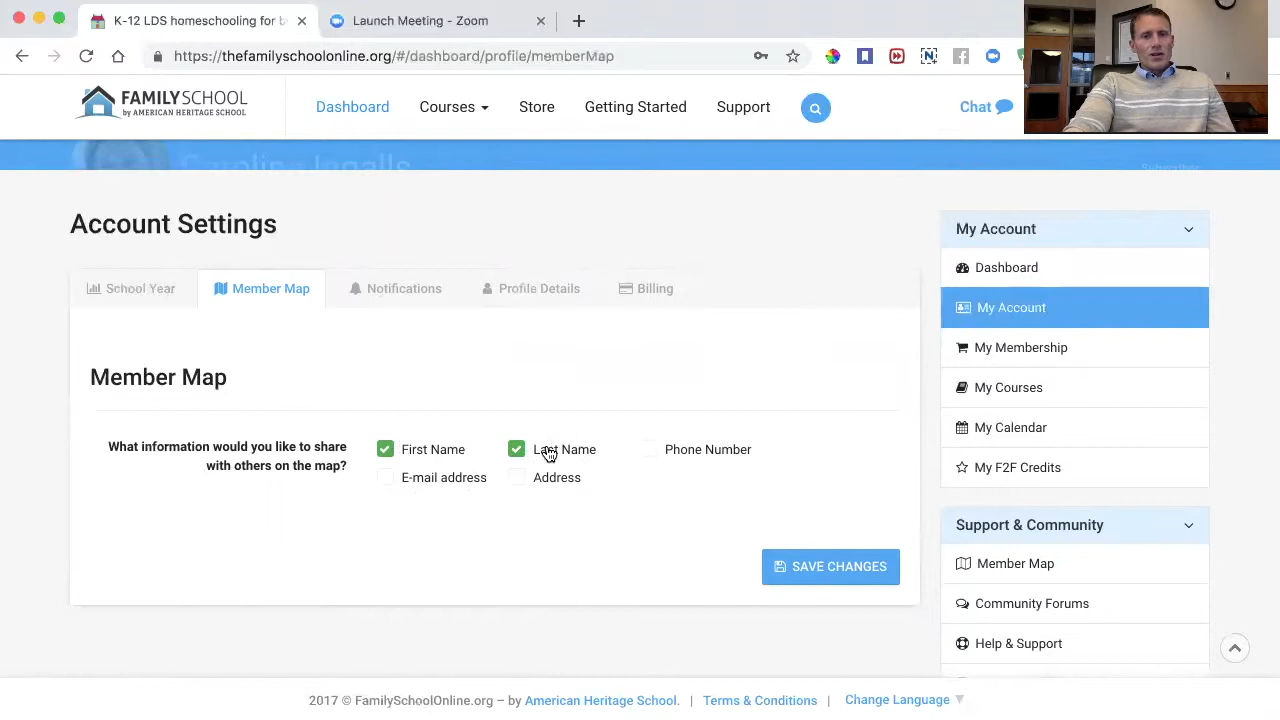 K-12 LDS homeschooling for b
Launch Meeting - Zoom
https://thefamilyschoolonline.org/#/dashboard/profile/memberMap
FAMILYSCHOOL
by AMERICAN HERITAGE SCHOOL
Dashboard
Courses
Store
Getting Started
Support
Chat
Caroline Ingalls
Subscriber
Account Settings
School Year
Member Map
Notifications
Profile Details
Billing
Member Map
What information would you like to share
with others on the map?
First Name
Last Name
Phone Number
E-mail address
Address
SAVE CHANGES
My Account
Dashboard
My Account
My Membership
My Courses
My Calendar
My F2F Credits
Support & Community
Member Map
Community Forums
Help & Support
2017 © FamilySchoolOnline.org – by American Heritage School. | Terms & Conditions | Change Language